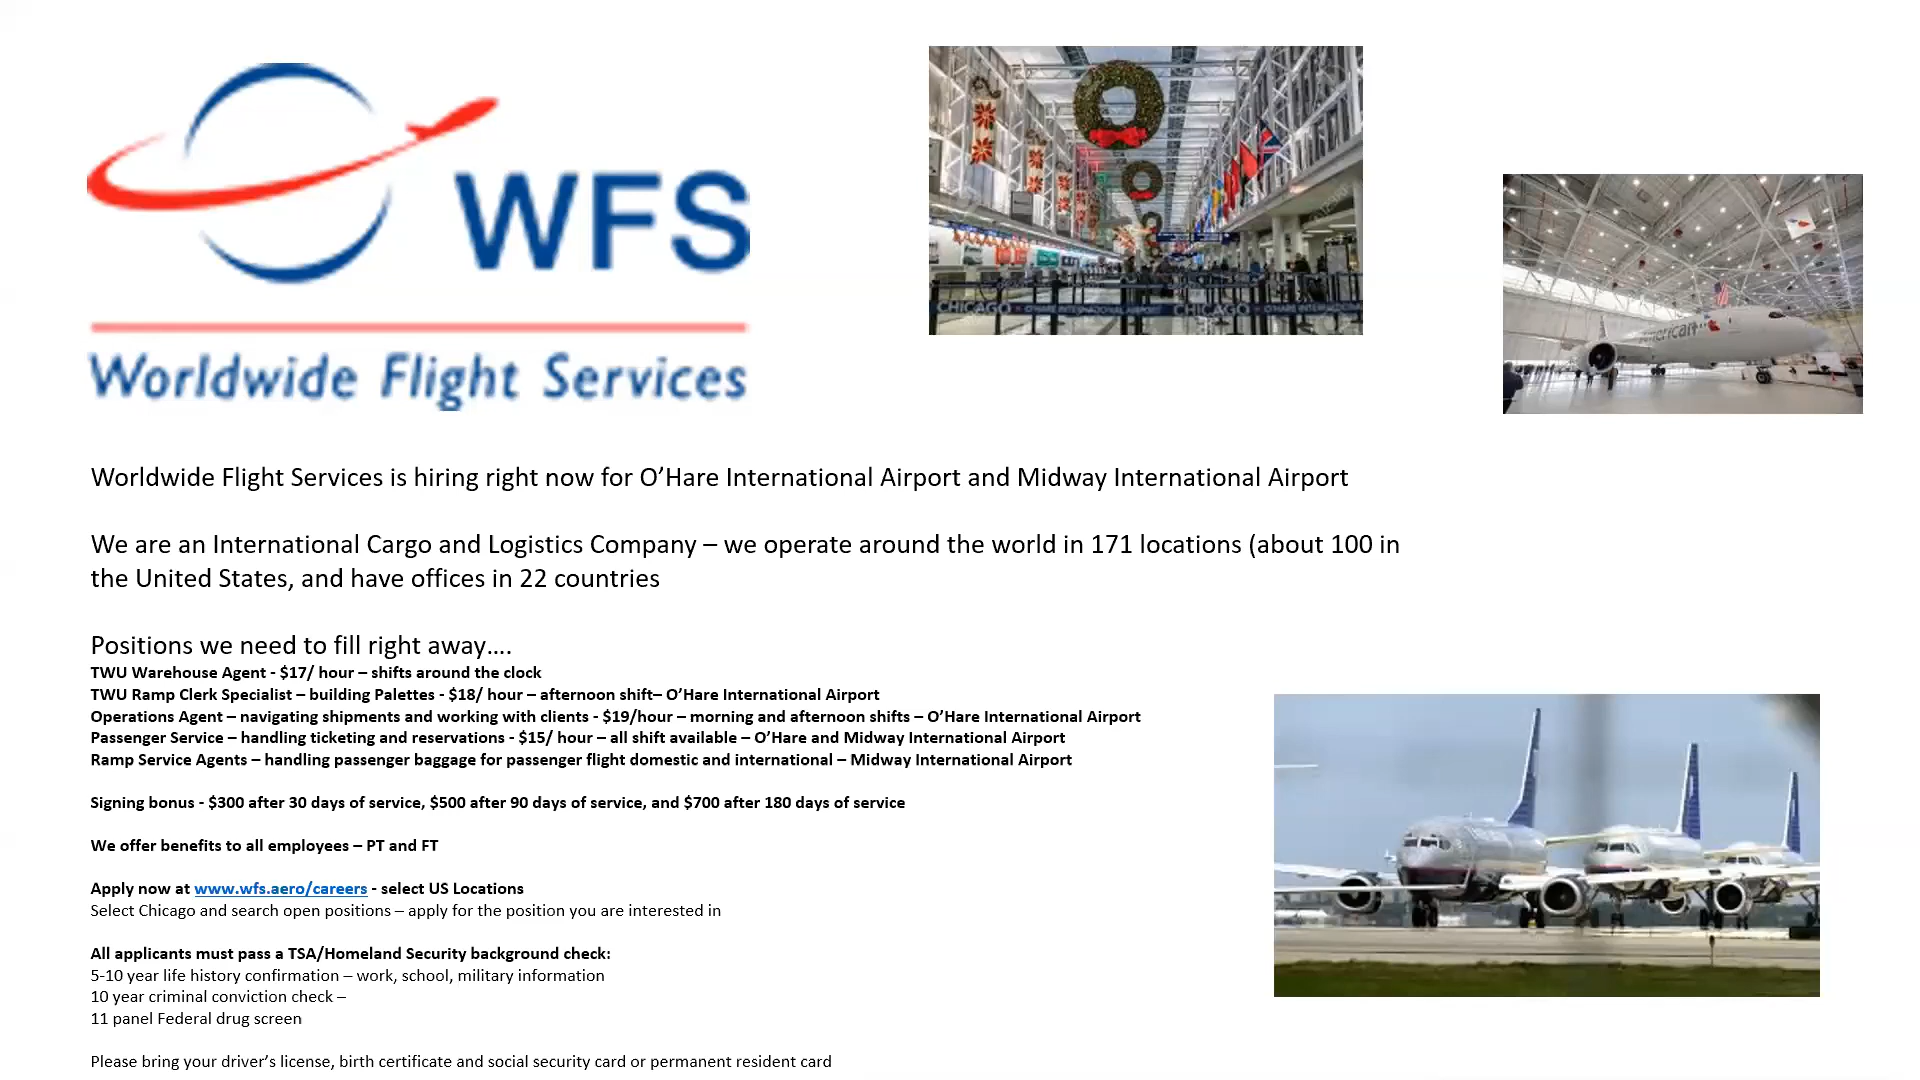 WFS
Worldwide Flight Services
CHICAGO
O'HARE INTERNATIONAL AIRPORT
CHICAGO
American
Worldwide Flight Services is hiring right now for O’Hare International Airport and Midway International Airport
We are an International Cargo and Logistics Company – we operate around the world in 171 locations (about 100 in
the United States, and have offices in 22 countries
Positions we need to fill right away….
TWU Warehouse Agent - $17/ hour – shifts around the clock
TWU Ramp Clerk Specialist – building Palettes - $18/ hour – afternoon shift– O’Hare International Airport
Operations Agent – navigating shipments and working with clients - $19/hour – morning and afternoon shifts – O’Hare International Airport
Passenger Service – handling ticketing and reservations - $15/ hour – all shift available – O’Hare and Midway International Airport
Ramp Service Agents – handling passenger baggage for passenger flight domestic and international – Midway International Airport
Signing bonus - $300 after 30 days of service, $500 after 90 days of service, and $700 after 180 days of service
We offer benefits to all employees – PT and FT
Apply now at www.wfs.aero/careers - select US Locations
Select Chicago and search open positions – apply for the position you are interested in
All applicants must pass a TSA/Homeland Security background check:
5-10 year life history confirmation – work, school, military information
10 year criminal conviction check –
11 panel Federal drug screen
Please bring your driver’s license, birth certificate and social security card or permanent resident card